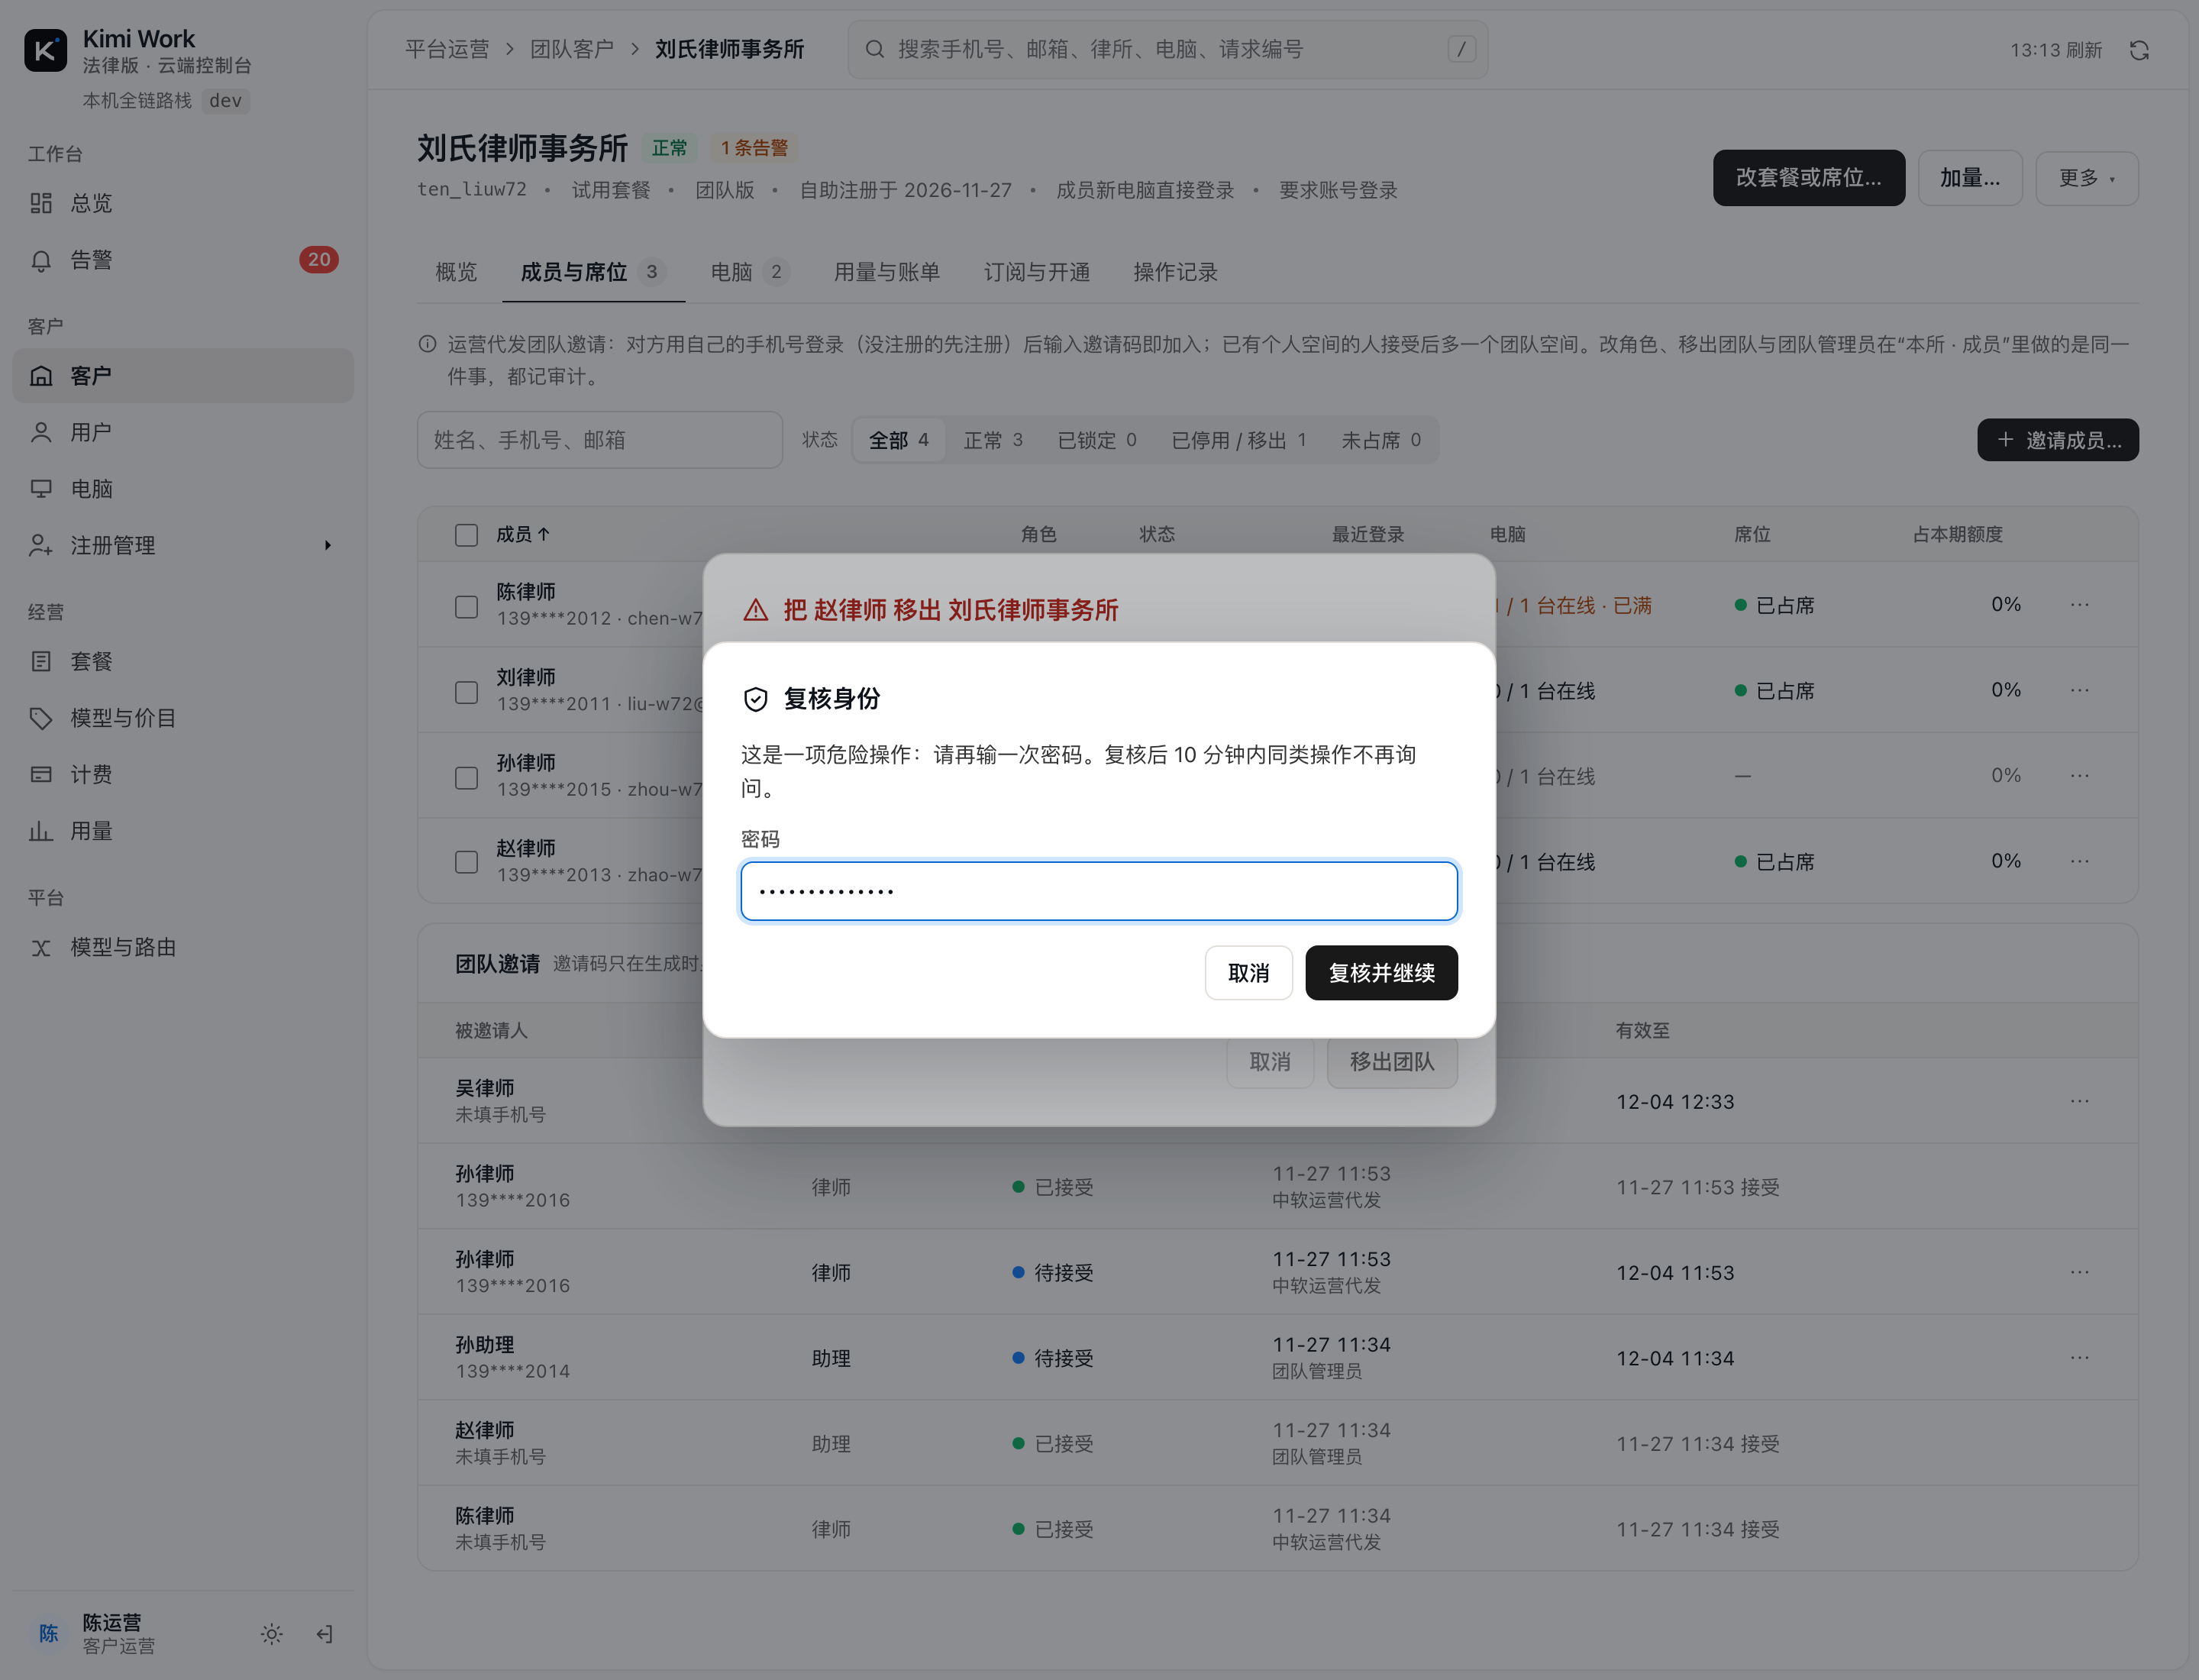 Kimi Work
法律版 · 云端控制台
本机全链路栈 dev
工作台
总览
告警 20
客户
客户
用户
电脑
注册管理
经营
套餐
模型与价目
计费
用量
平台
模型与路由
陈 陈运营
客户运营
平台运营 > 团队客户 > 刘氏律师事务所
搜索手机号、邮箱、律所、电脑、请求编号 /
13:13 刷新
刘氏律师事务所 正常 1 条告警
ten_liuw72 • 试用套餐 • 团队版 • 自助注册于 2026-11-27 • 成员新电脑直接登录 • 要求账号登录
改套餐或席位... 加量... 更多
概览 成员与席位 3 电脑 2 用量与账单 订阅与开通 操作记录
运营代发团队邀请：对方用自己的手机号登录（没注册的先注册）后输入邀请码即加入；已有个人空间的人接受后多一个团队空间。改角色、移出团队与团队管理员在“本所 · 成员”里做的是同一
件事，都记审计。
姓名、手机号、邮箱 状态 全部 4 正常 3 已锁定 0 已停用 / 移出 1 未占席 0 + 邀请成员...
成员 ↑ 角色 状态 最近登录 电脑 席位 占本期额度
陈律师
139****2012 · chen-w7
/ 1 台在线 · 已满 已占席 0% ···
刘律师
139****2011 · liu-w72
/ 1 台在线 已占席 0% ···
孙律师
139****2015 · zhou-w7
/ 1 台在线 — 0% ···
赵律师
139****2013 · zhao-w7
/ 1 台在线 已占席 0% ···
把 赵律师 移出 刘氏律师事务所
复核身份
这是一项危险操作：请再输一次密码。复核后 10 分钟内同类操作不再询
问。
密码
••••••••••••••
取消 复核并继续
取消 移出团队
团队邀请 邀请码只在生成时
被邀请人 有效至
吴律师
未填手机号
12-04 12:33 ···
孙律师
139****2016
律师 已接受
11-27 11:53
中软运营代发
11-27 11:53 接受
孙律师
139****2016
律师 待接受
11-27 11:53
中软运营代发
12-04 11:53 ···
孙助理
139****2014
助理 待接受
11-27 11:34
团队管理员
12-04 11:34 ···
赵律师
未填手机号
助理 已接受
11-27 11:34
团队管理员
11-27 11:34 接受
陈律师
未填手机号
律师 已接受
11-27 11:34
中软运营代发
11-27 11:34 接受